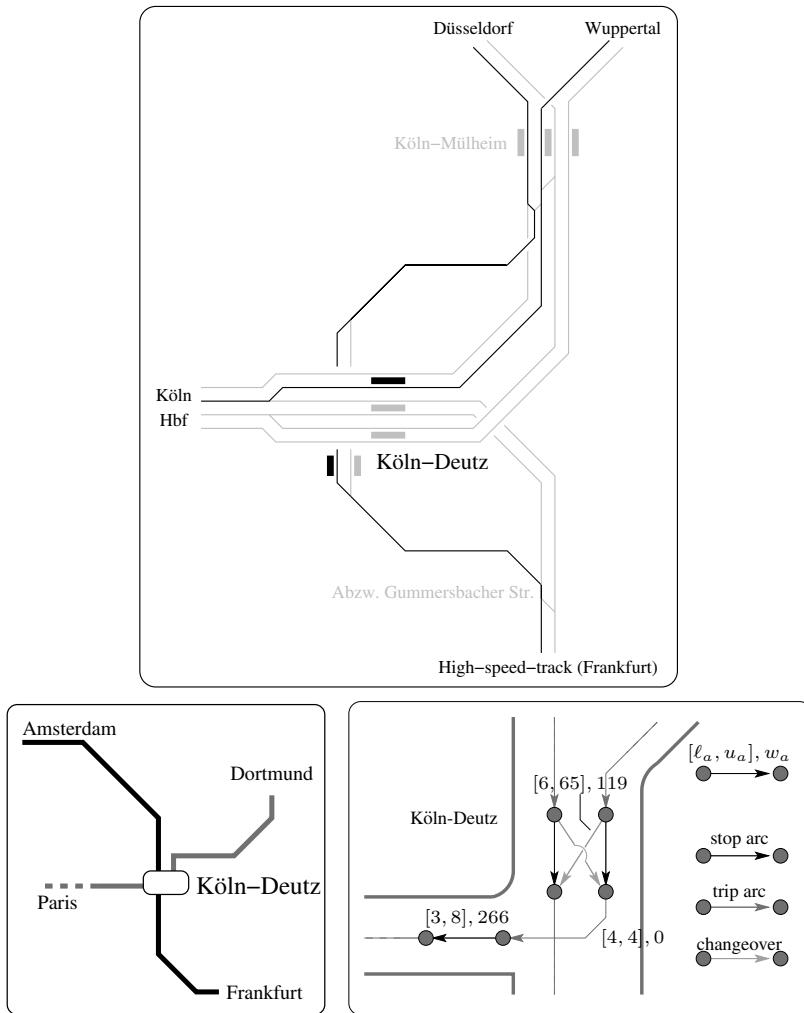 Düsseldorf
Wuppertal
Köln−Mülheim
Köln
Hbf
Köln−Deutz
Abzw. Gummersbacher Str.
High−speed−track (Frankfurt)
Amsterdam
Dortmund
Köln−Deutz
Paris
Frankfurt
[ℓa, ua], wa
[6, 65], 119
Köln-Deutz
stop arc
trip arc
[3, 8], 266
[4, 4], 0
changeover